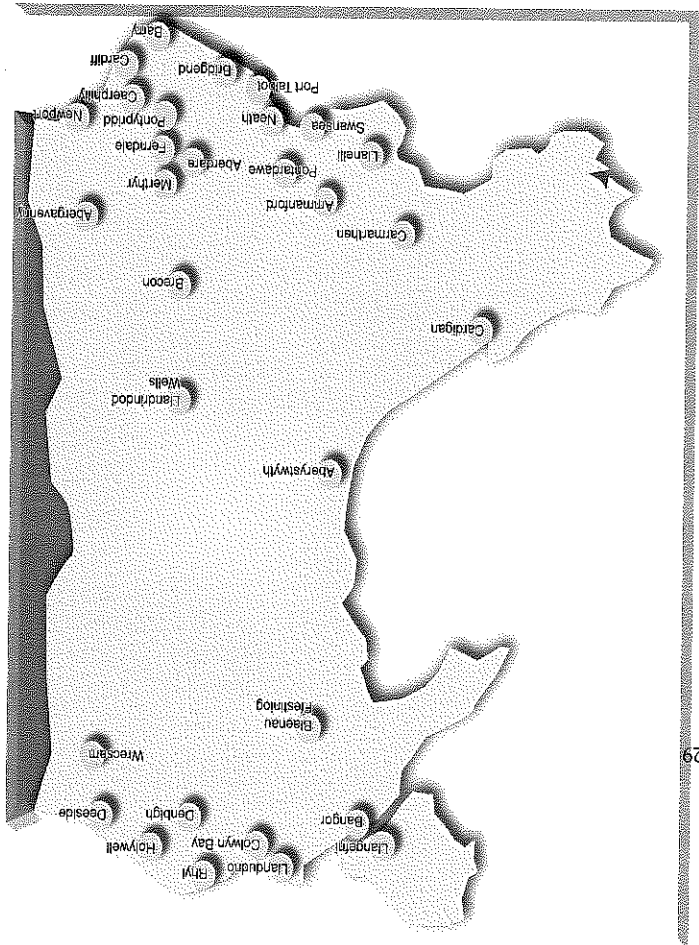 Rhyl
Llandudno
Llangefni
Holywell
Colwyn Bay
Bangor
Deeside
Denbigh
Wrecsam
Blaenau
Ffestiniog
Aberystwyth
Llandrindod
Wells
Cardigan
Brecon
Carmarthen
Abergavenny
Ammanford
Merthyr
Pontardawe
Aberdare
Llanelli
Ferndale
Swansea
Neath
Pontypridd
Newport
Caerphilly
Port Talbot
Bridgend
Cardiff
Barry